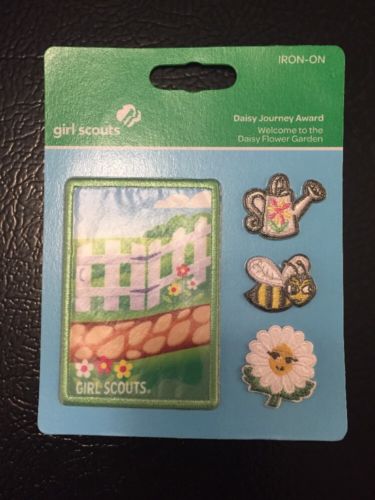 IRON-ON
girl scouts
Daisy Journey Award
Welcome to the
Daisy Flower Garden
GIRL SCOUTS®